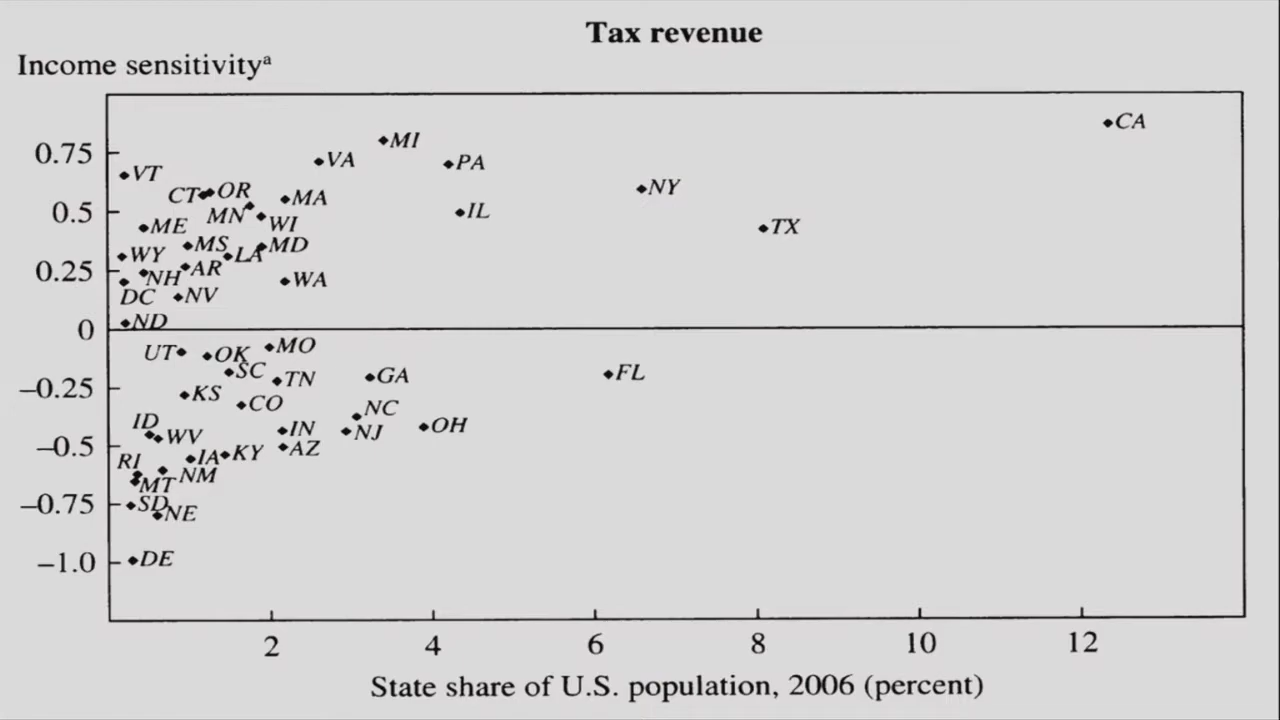 Tax revenue
Income sensitivityᵃ
CA
MI
0.75
VA
PA
VT
NY
CT
OR
MA
0.5
MN
IL
WI
ME
TX
MS
MD
WY
LA
0.25
AR
NH
WA
DC
NV
ND
0
UT
OK
MO
SC
TN
GA
FL
−0.25
KS
CO
NC
ID
WV
IN
NJ
OH
−0.5
AZ
RI
IA
KY
MT
NM
−0.75
SD
NE
−1.0
DE
2 4 6 8 10 12
State share of U.S. population, 2006 (percent)